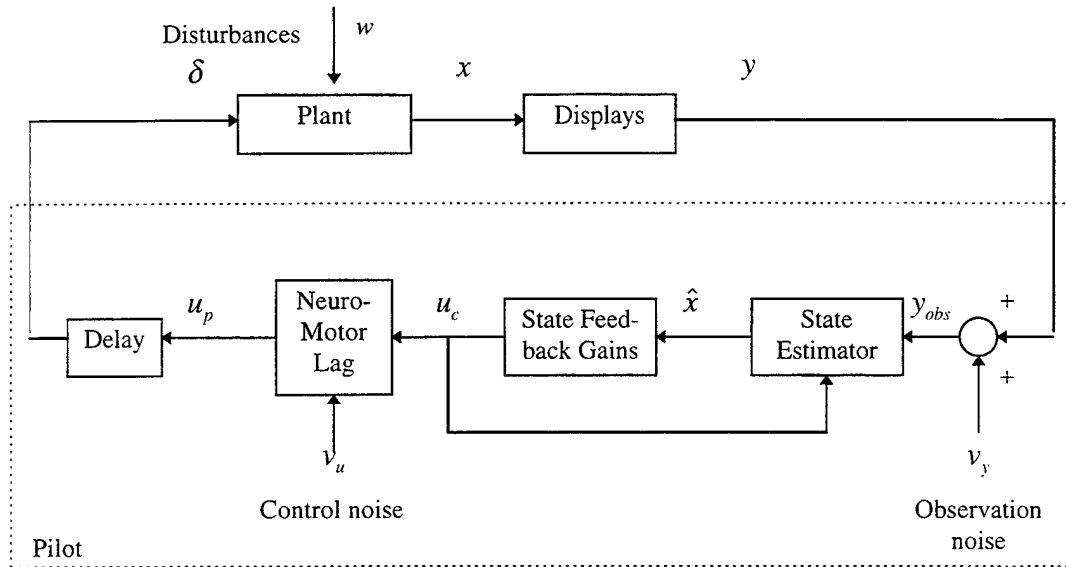 Disturbances
w
δ
x
y
Plant
Displays
u_p
Neuro-
Motor
Lag
u_c
State Feed-
back Gains
x̂
State
Estimator
y_obs
+
+
Delay
v_u
v_y
Control noise
Observation
noise
Pilot